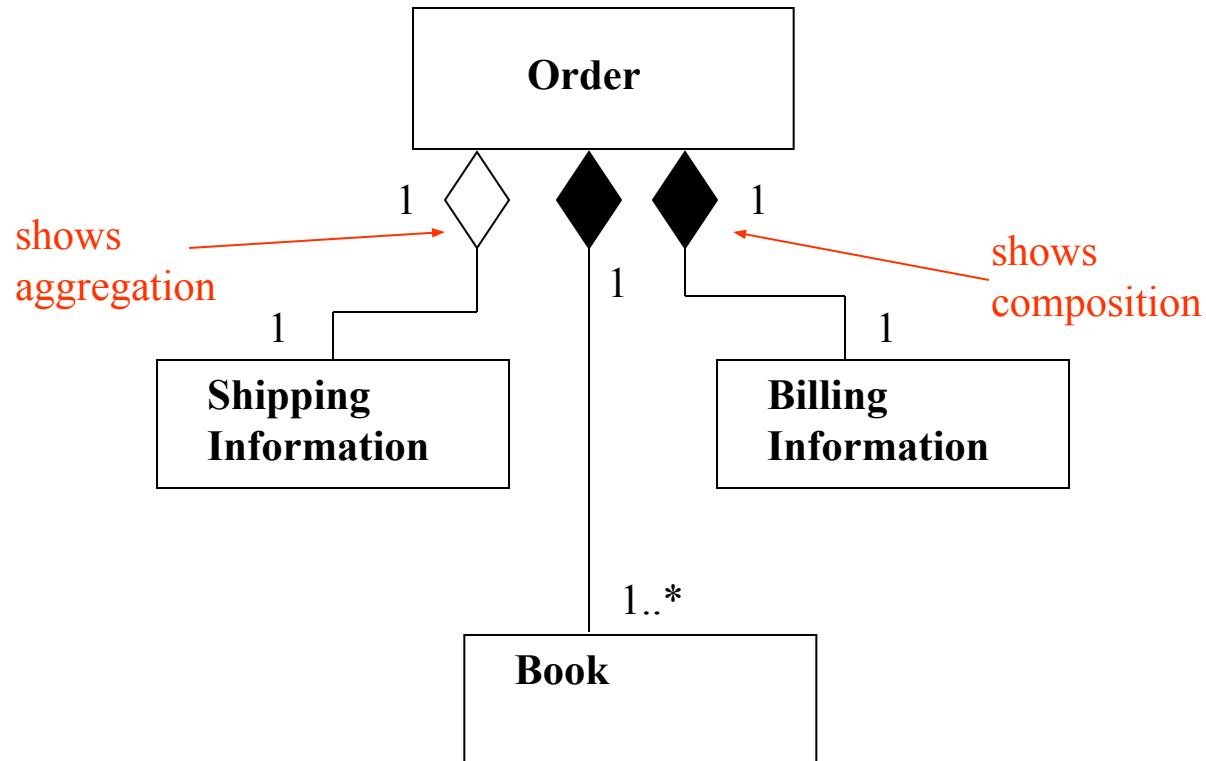 Order
1
1
shows
aggregation
1
shows
composition
1
1
Shipping
Information
Billing
Information
1..*
Book